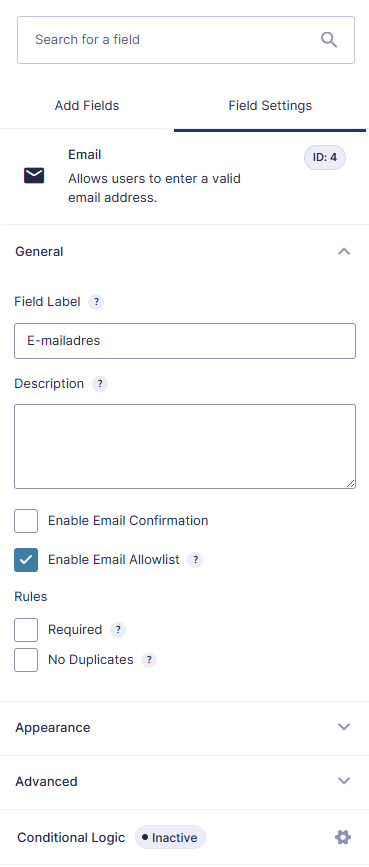 Search for a field
Add Fields
Field Settings
Email
ID: 4
Allows users to enter a valid
email address.
General
Field Label ?
E-mailadres
Description ?
Enable Email Confirmation
Enable Email Allowlist ?
Rules
Required ?
No Duplicates ?
Appearance
Advanced
Conditional Logic
Inactive